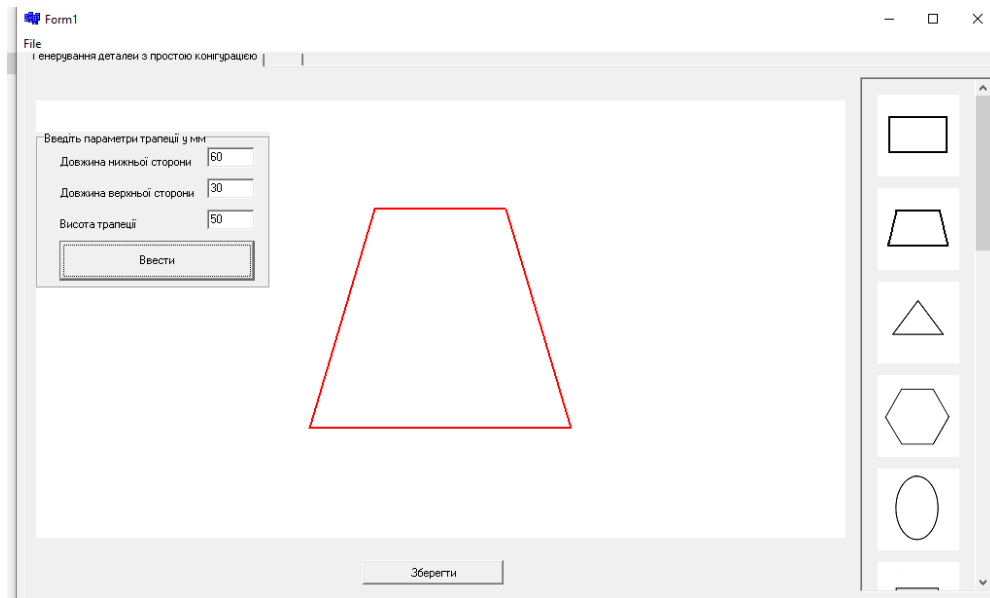 Form1
File
Генерування деталей з простою конігурацією
Введіть параметри трапеції у мм
Довжина нижньої сторони 60
Довжина верхньої сторони 30
Висота трапеції 50
Ввести
Зберегти